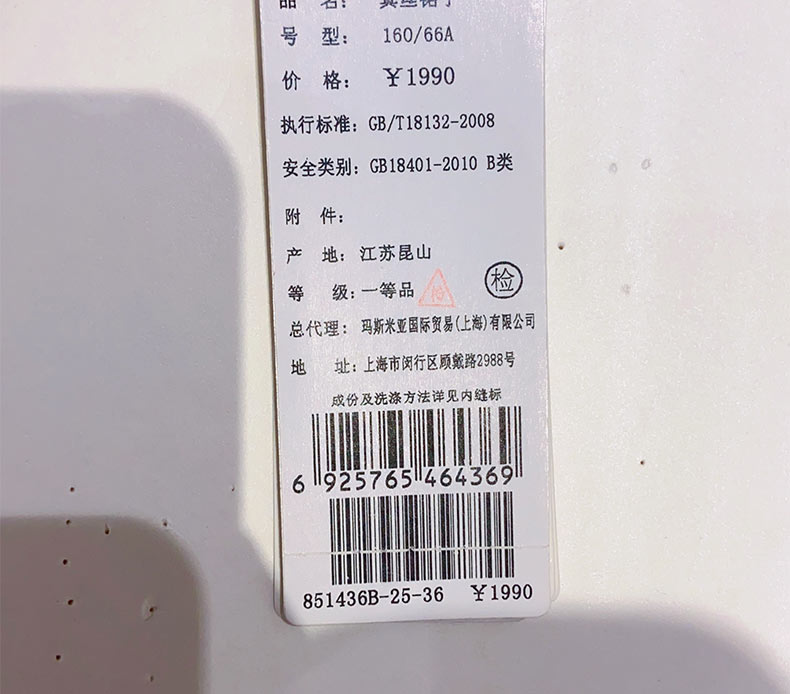 号 型: 160/66A
价 格: ¥1990
执行标准: GB/T18132-2008
安全类别: GB18401-2010 B类
附 件:
产 地: 江苏昆山
等 级: 一等品
检
总代理: 玛斯米亚国际贸易(上海)有限公司
地 址: 上海市闵行区顾戴路2988号
成份及洗涤方法详见内缝标
6 925765 464369
851436B-25-36 ¥1990